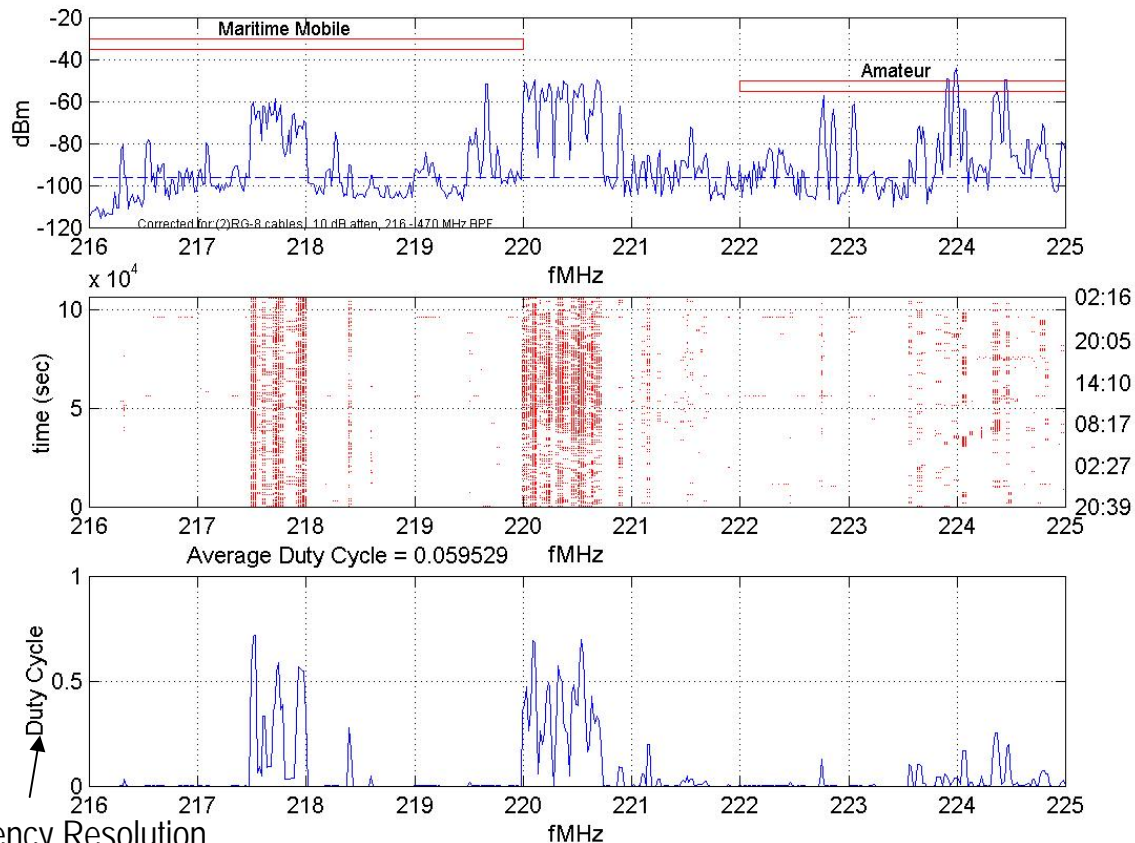 -20
Maritime Mobile
-40
Amateur
-60
dBm
-80
-100
-120
Corrected for:(2)RG-8 cables, 10 dB atten, 216 - 470 MHz BPF
216 217 218 219 220 221 222 223 224 225
fMHz
x 10^4
10 02:16
20:05
14:10
time (sec)
5 08:17
02:27
0 20:39
216 217 218 219 220 221 222 223 224 225
Average Duty Cycle = 0.059529 fMHz
1
Duty Cycle
0.5
0
216 217 218 219 220 221 222 223 224 225
fMHz
ency Resolution